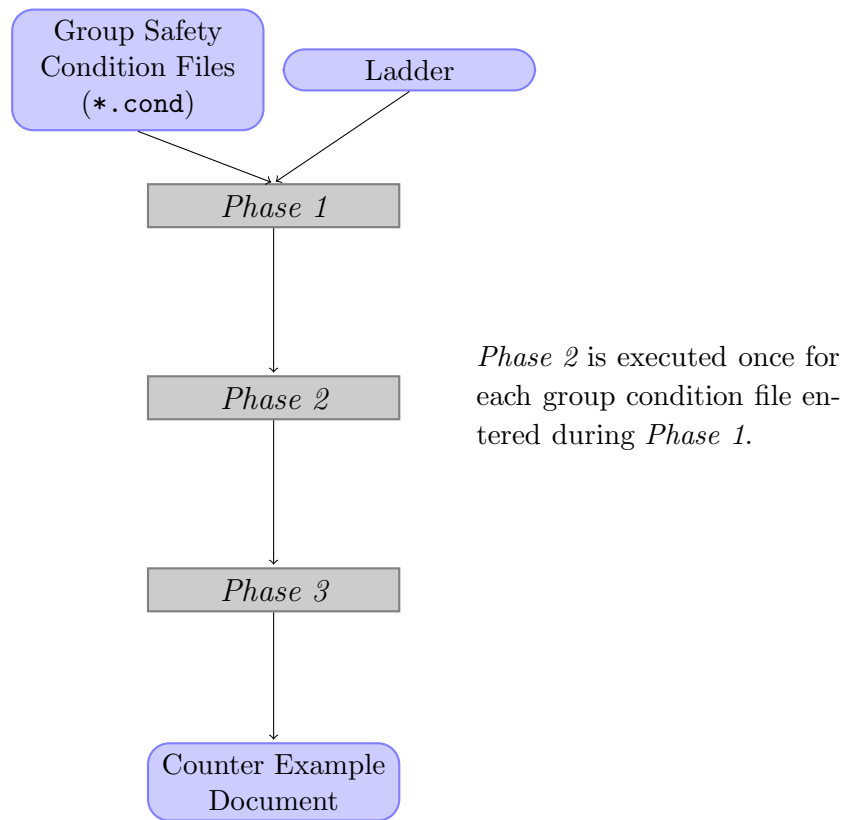 Group Safety
Condition Files
(*.cond)
Ladder
Phase 1
Phase 2
Phase 2 is executed once for
each group condition file en-
tered during Phase 1.
Phase 3
Counter Example
Document